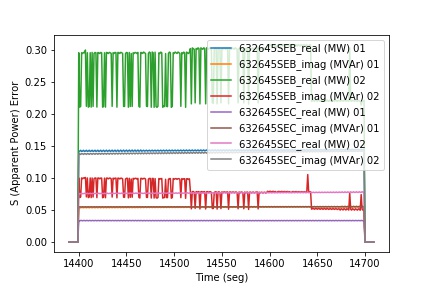 0.30
0.25
0.20
0.15
0.10
0.05
0.00
S (Apparent Power) Error
632645SEB_real (MW) 01
632645SEB_imag (MVAr) 01
632645SEB_real (MW) 02
632645SEB_imag (MVAr) 02
632645SEC_real (MW) 01
632645SEC_imag (MVAr) 01
632645SEC_real (MW) 02
632645SEC_imag (MVAr) 02
14400 14450 14500 14550 14600 14650 14700
Time (seg)